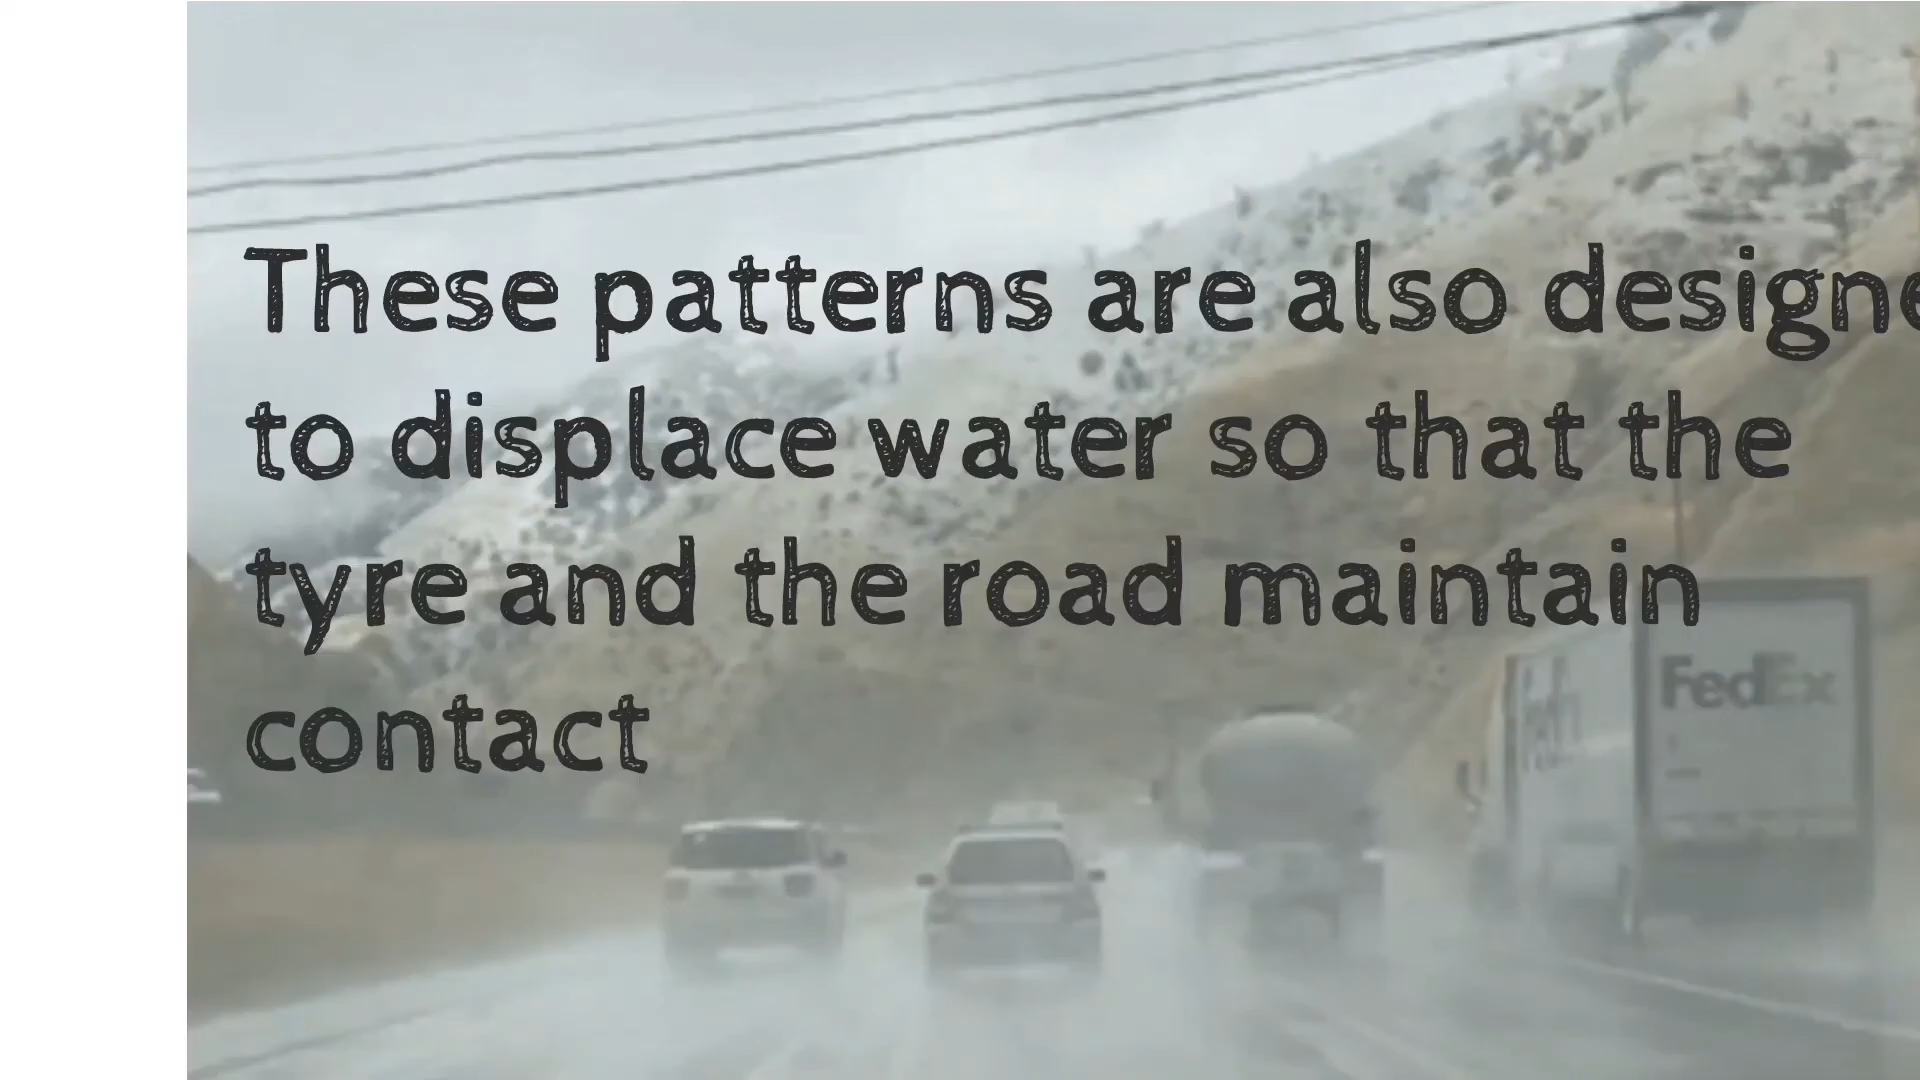 These patterns are also designe
to displace water so that the
tyre and the road maintain
contact
FedEx